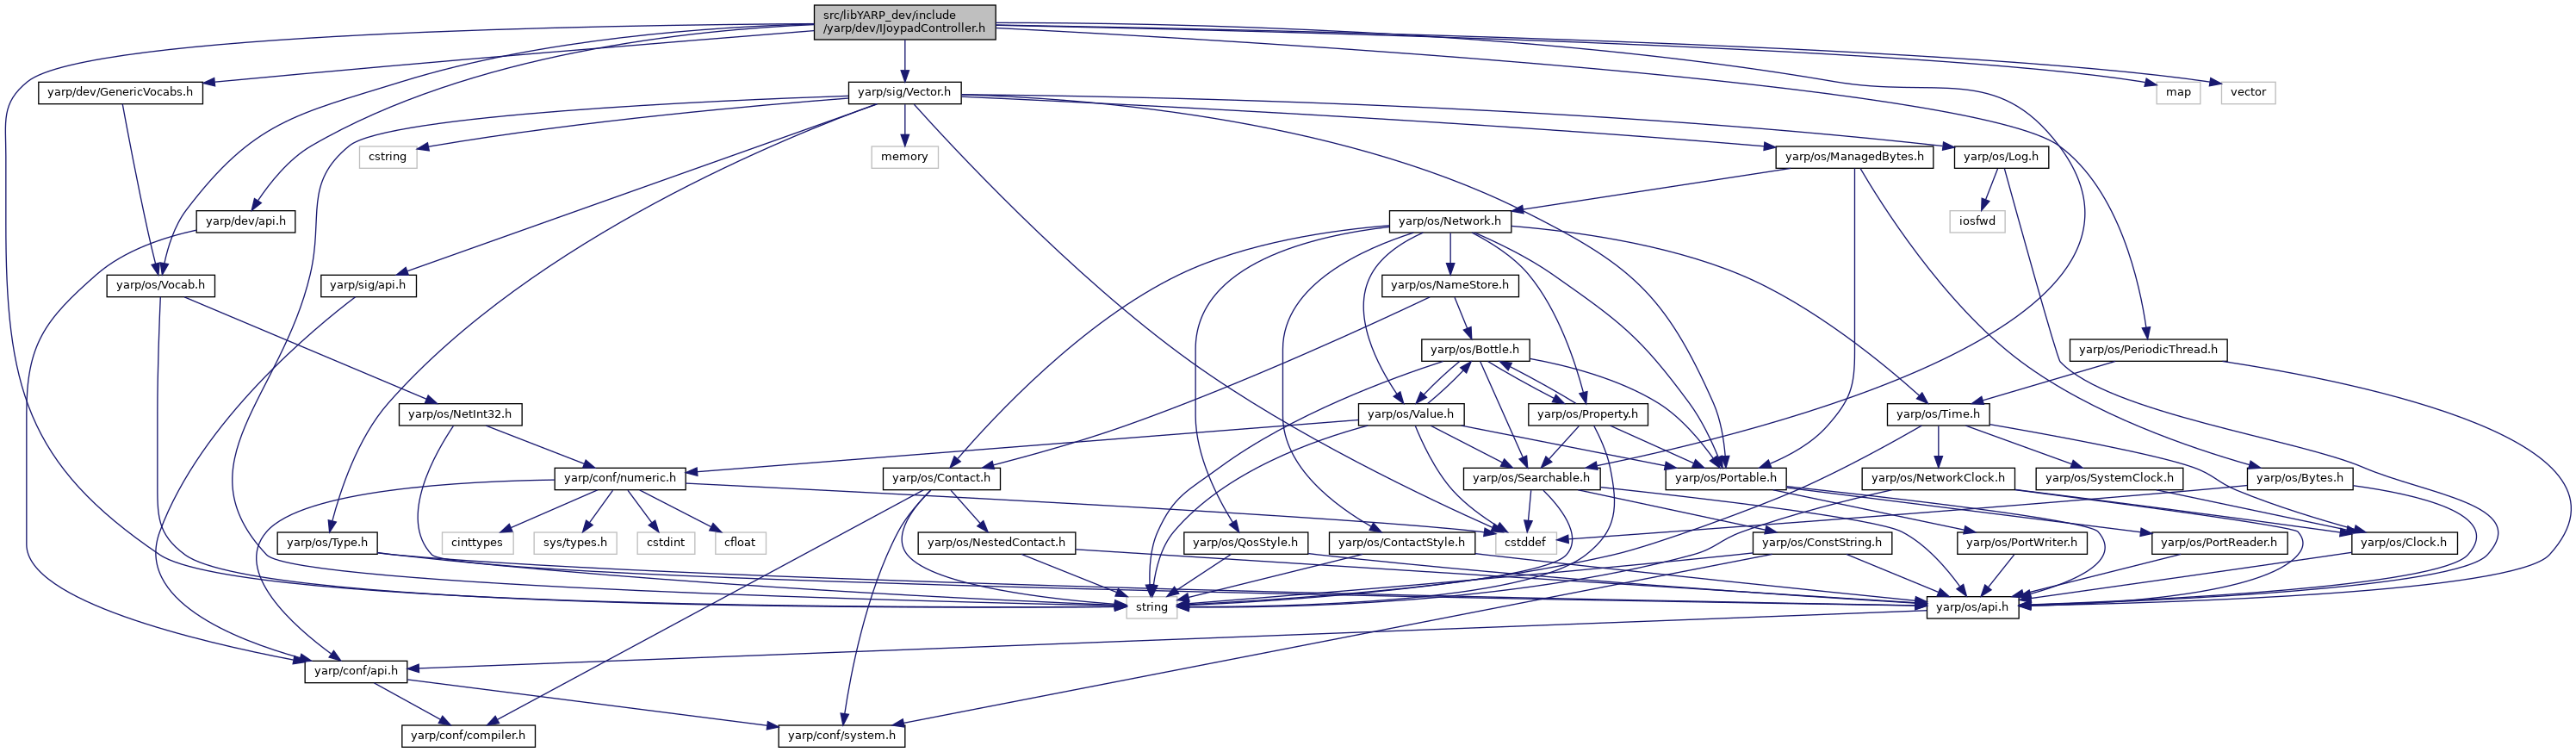 src/libYARP_dev/include
/yarp/dev/IJoypadController.h
yarp/dev/GenericVocabs.h
yarp/sig/Vector.h
map
vector
cstring
memory
yarp/os/ManagedBytes.h
yarp/os/Log.h
yarp/dev/api.h
yarp/os/Network.h
iosfwd
yarp/os/Vocab.h
yarp/sig/api.h
yarp/os/NameStore.h
yarp/os/Bottle.h
yarp/os/PeriodicThread.h
yarp/os/NetInt32.h
yarp/os/Value.h
yarp/os/Property.h
yarp/os/Time.h
yarp/conf/numeric.h
yarp/os/Contact.h
yarp/os/Searchable.h
yarp/os/Portable.h
yarp/os/NetworkClock.h
yarp/os/SystemClock.h
yarp/os/Bytes.h
yarp/os/Type.h
cinttypes
sys/types.h
cstdint
cfloat
yarp/os/NestedContact.h
yarp/os/QosStyle.h
yarp/os/ContactStyle.h
cstddef
yarp/os/ConstString.h
yarp/os/PortWriter.h
yarp/os/PortReader.h
yarp/os/Clock.h
string
yarp/os/api.h
yarp/conf/api.h
yarp/conf/compiler.h
yarp/conf/system.h